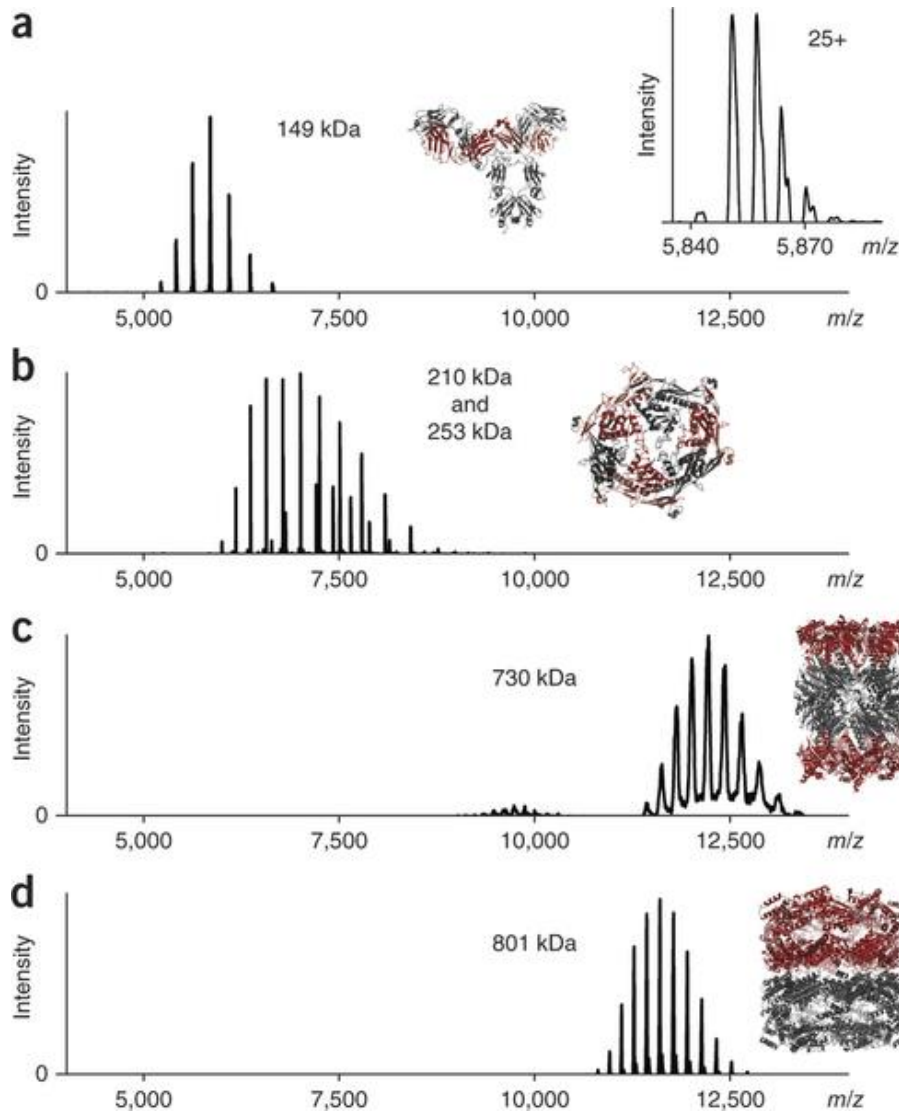 a
Intensity
0
149 kDa
5,000
7,500
10,000
12,500
m/z
Intensity
25+
5,840
5,870
m/z
b
Intensity
0
210 kDa
and
253 kDa
5,000
7,500
10,000
12,500
m/z
c
Intensity
0
730 kDa
5,000
7,500
10,000
12,500
m/z
d
Intensity
0
801 kDa
5,000
7,500
10,000
12,500
m/z